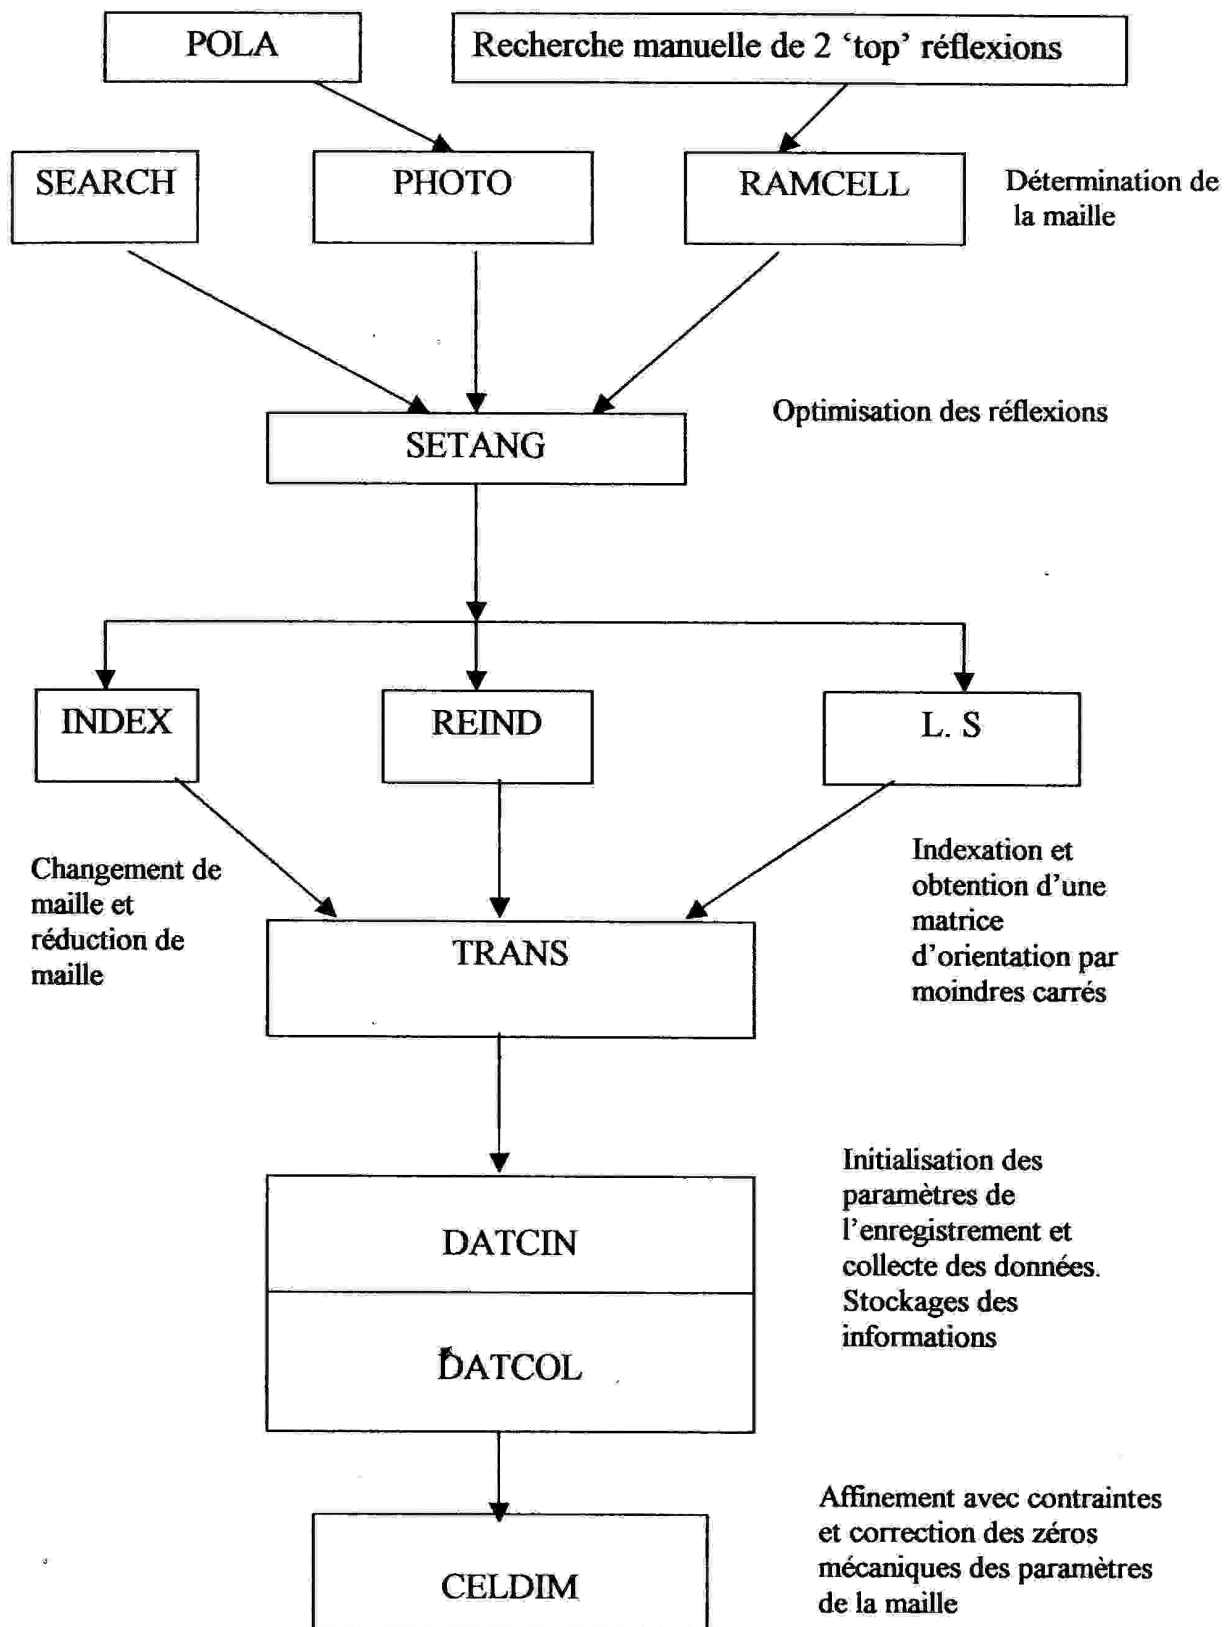 POLA
Recherche manuelle de 2 ‘top’ réflexions
SEARCH
PHOTO
RAMCELL
Détermination de
la maille
Optimisation des réflexions
SETANG
INDEX
REIND
L. S
Changement de
maille et
réduction de
maille
Indexation et
obtention d’une
matrice
d’orientation par
moindres carrés
TRANS
Initialisation des
paramètres de
l’enregistrement et
collecte des données.
Stockages des
informations
DATCIN
DATCOL
Affinement avec contraintes
et correction des zéros
mécaniques des paramètres
de la maille
CELDIM